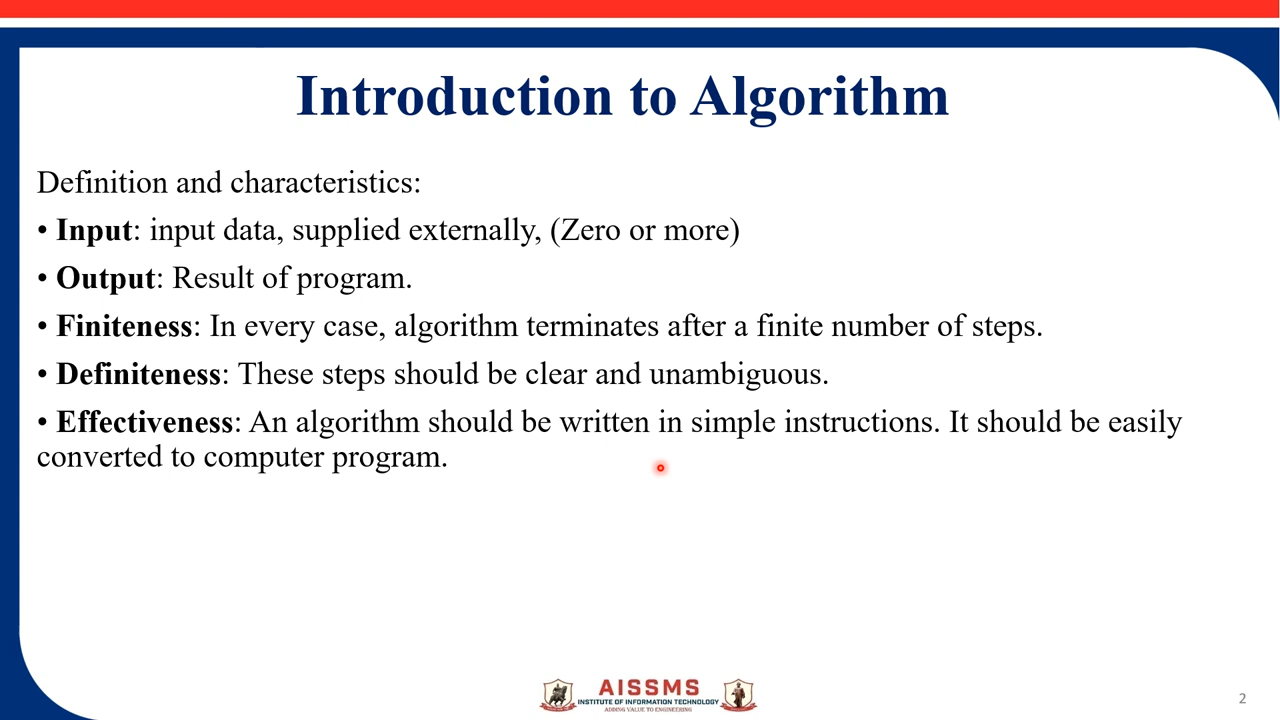 Introduction to Algorithm
Definition and characteristics:
• Input: input data, supplied externally, (Zero or more)
• Output: Result of program.
• Finiteness: In every case, algorithm terminates after a finite number of steps.
• Definiteness: These steps should be clear and unambiguous.
• Effectiveness: An algorithm should be written in simple instructions. It should be easily
converted to computer program.
AISSMS
INSTITUTE OF INFORMATION TECHNOLOGY
ADDING VALUE TO ENGINEERING
2